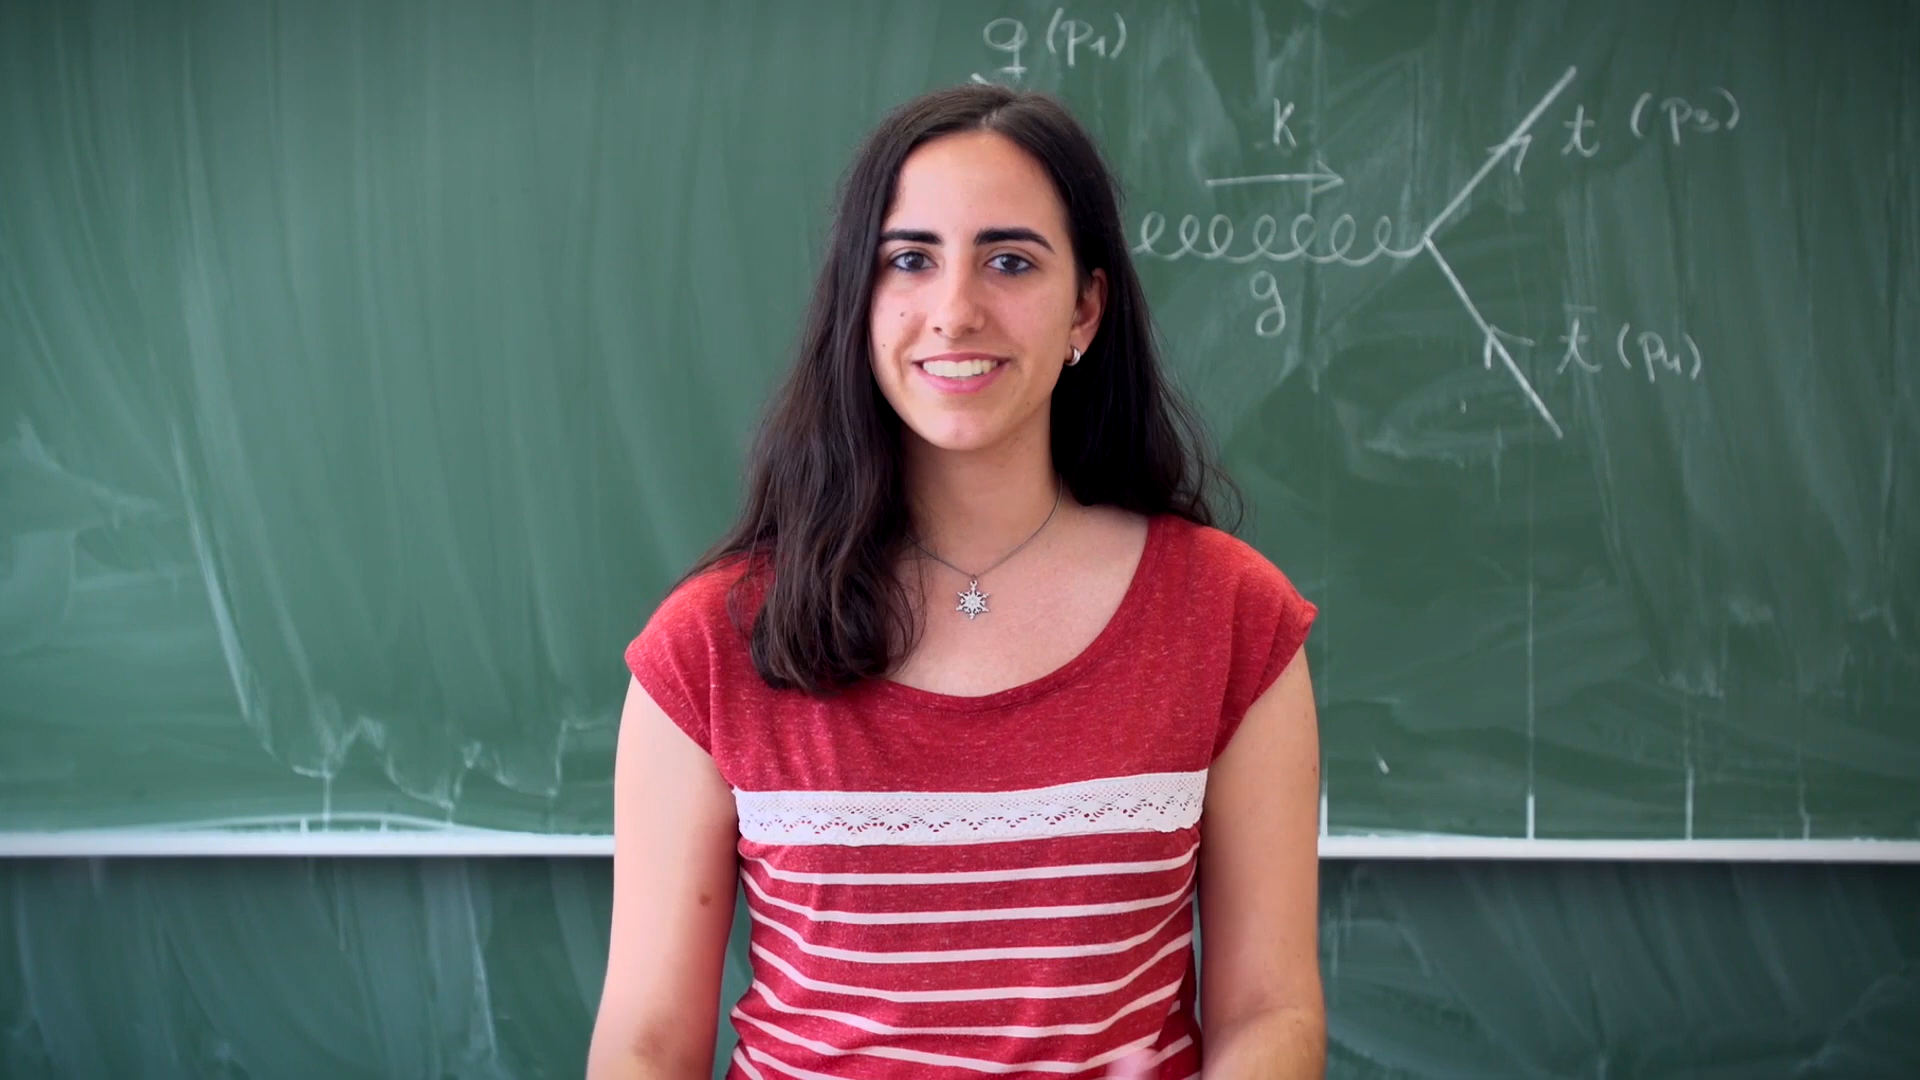 q (p1)
K
t (p3)
g
t̄ (p4)